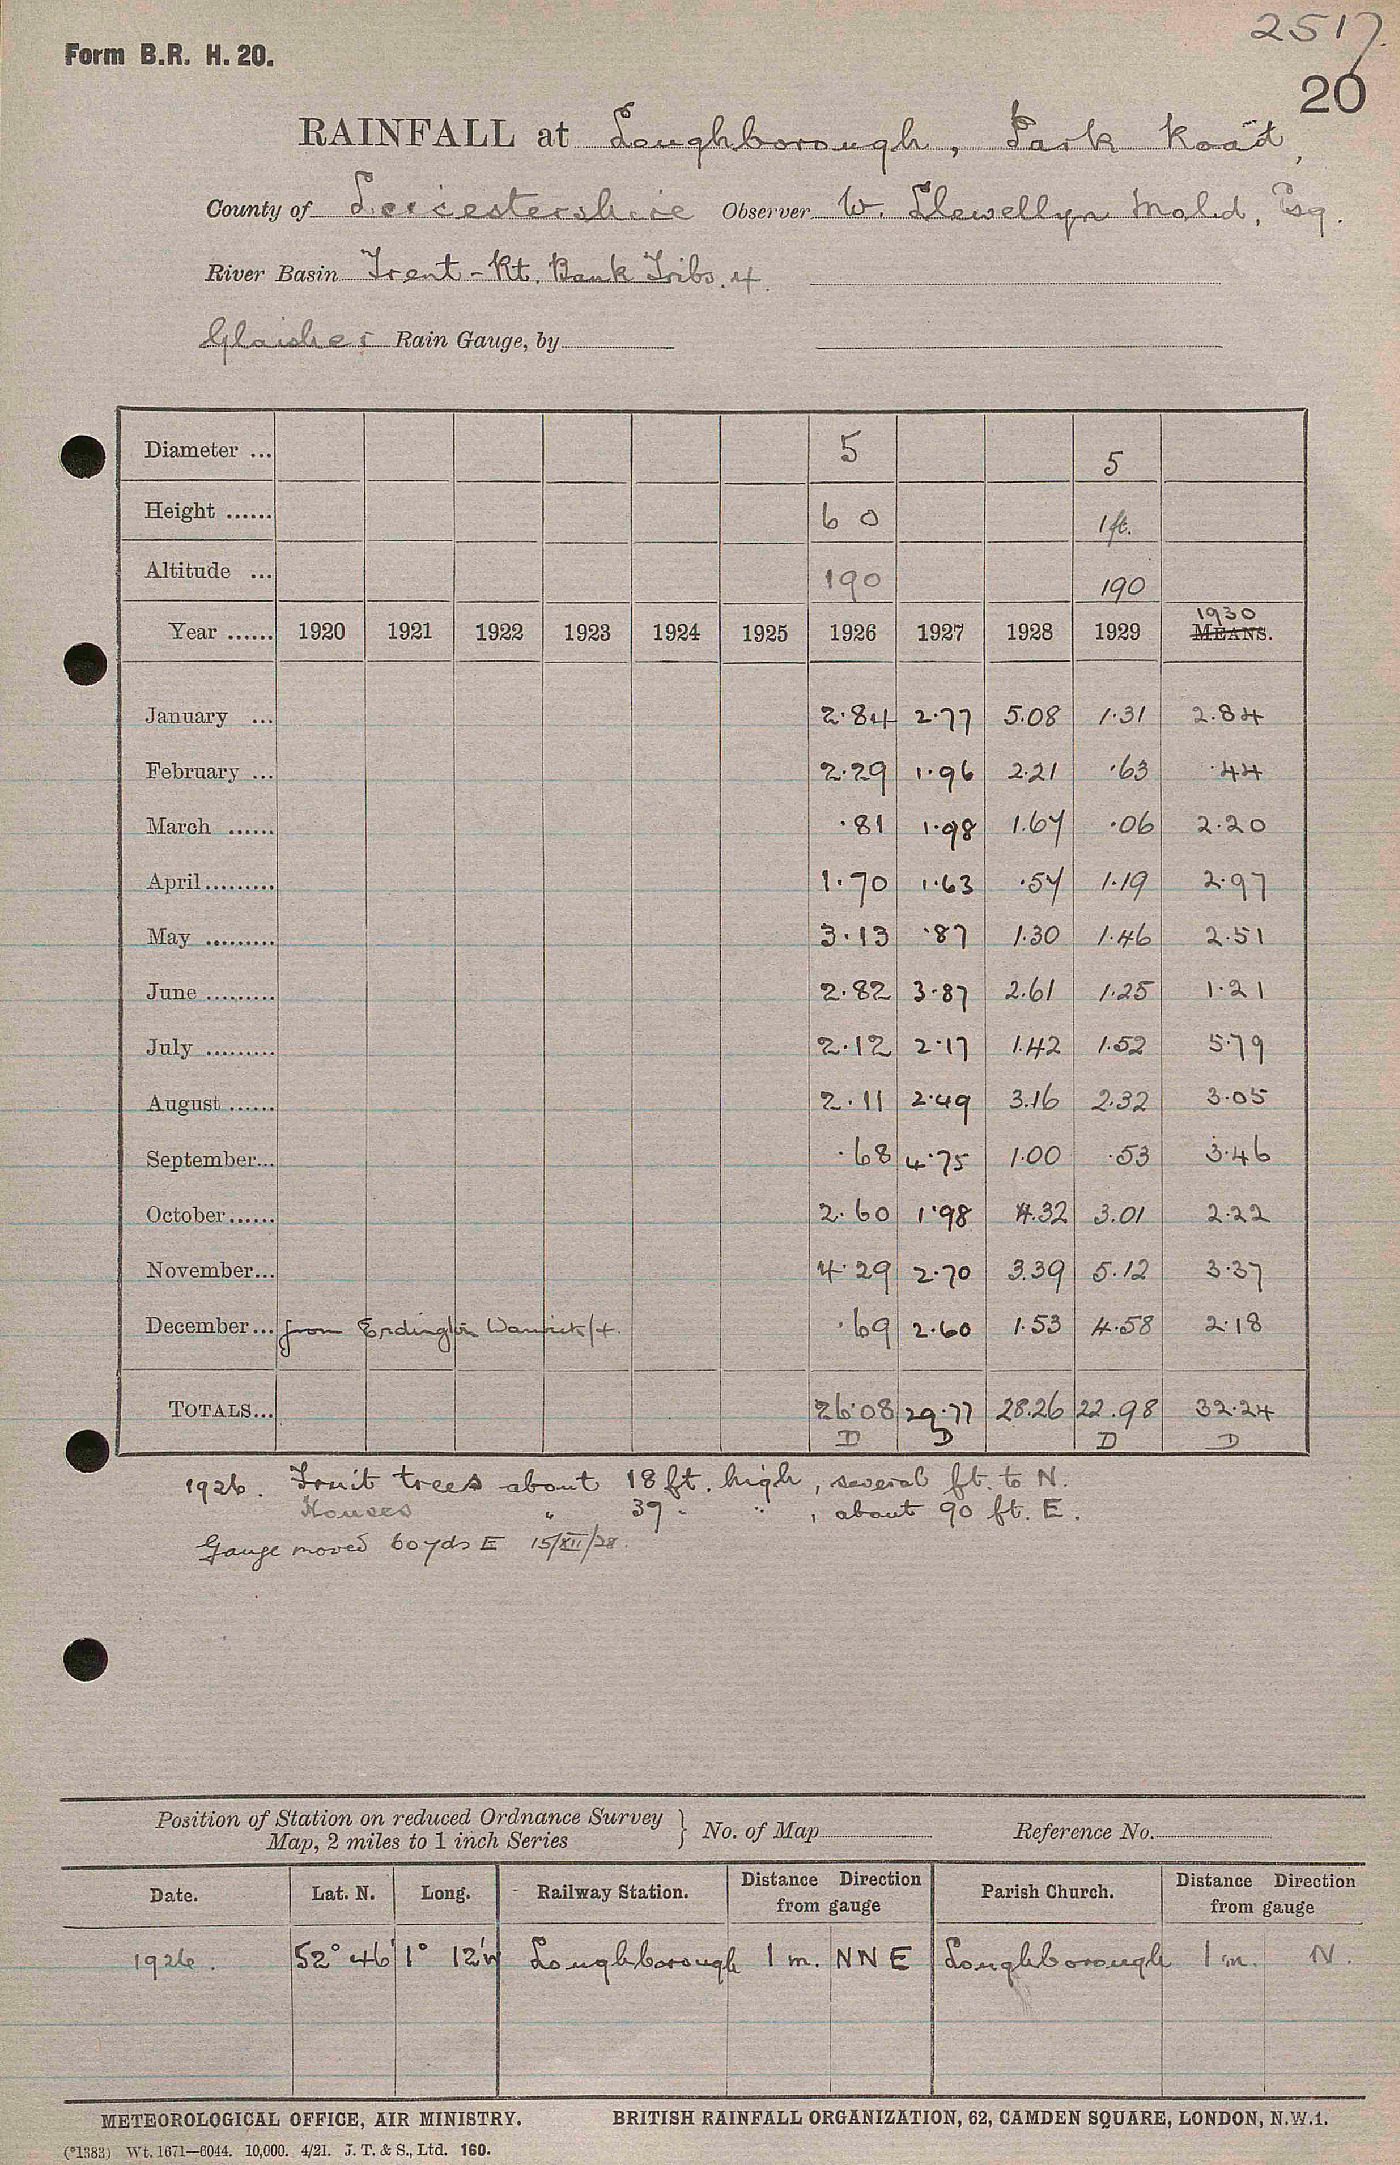 2517.
Form B.R. H. 20.
20
RAINFALL at Loughborough, Park Road,
County of Leicestershire Observer W. Llewellyn Mold, Esq.
River Basin Trent - Rt. Bank Tribs. 4.
Glaisher Rain Gauge, by
Diameter ... 5 5
Height ...... 6 0 1 ft.
Altitude ... 190 190
1930
Year ...... 1920 1921 1922 1923 1924 1925 1926 1927 1928 1929 MEANS.
January ... 2.84 2.77 5.08 1.31 2.84
February ... 2.29 1.96 2.21 .63 .44
March ...... .81 1.98 1.67 .06 2.20
April ......... 1.70 1.63 .57 1.19 2.97
May ......... 3.13 .87 1.30 1.46 2.51
June ......... 2.82 3.87 2.61 1.25 1.21
July ......... 2.12 2.17 1.42 1.52 5.79
August ...... 2.11 2.49 3.16 2.32 3.05
September... .68 4.75 1.00 .53 3.46
October ...... 2.60 1.98 4.32 3.01 2.22
November... 4.29 2.70 3.39 5.12 3.37
December... from Erdington Warwick/4. .69 2.60 1.53 4.58 2.18
TOTALS... 26.08 29.77 28.26 22.98 32.24
D D D D
1926. Fruit trees about 18 ft. high, several ft. to N.
Houses " 39 " ", about 90 ft. E.
Gauge moved 60 yds E 15/XII/28.
Position of Station on reduced Ordnance Survey
Map, 2 miles to 1 inch Series } No. of Map Reference No.
Date. Lat. N. Long. Railway Station. Distance Direction from gauge Parish Church. Distance Direction from gauge
1926. 52° 46' 1° 12'W Loughborough 1 m. NNE Loughborough 1 m. N.
METEOROLOGICAL OFFICE, AIR MINISTRY. BRITISH RAINFALL ORGANIZATION, 62, CAMDEN SQUARE, LONDON, N.W.1.
(*1383) Wt. 1671—6044. 10,000. 4/21. J. T. & S., Ltd. 160.